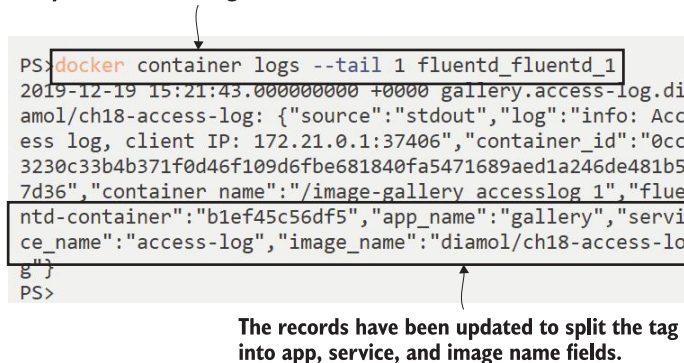 PS>docker container logs --tail 1 fluentd_fluentd_1
2019-12-19 15:21:43.000000000 +0000 gallery.access-log.di
amol/ch18-access-log: {"source":"stdout","log":"info: Acc
ess log, client IP: 172.21.0.1:37406","container_id":"0cc
3230c33b4b371f0d46f109d6fbe681840fa5471689aed1a246de481b5
7d36","container_name":"/image-gallery_accesslog_1","flue
ntd-container":"b1ef45c56df5","app_name":"gallery","servi
ce_name":"access-log","image_name":"diamol/ch18-access-lo
g"}
PS>
The records have been updated to split the tag
into app, service, and image name fields.